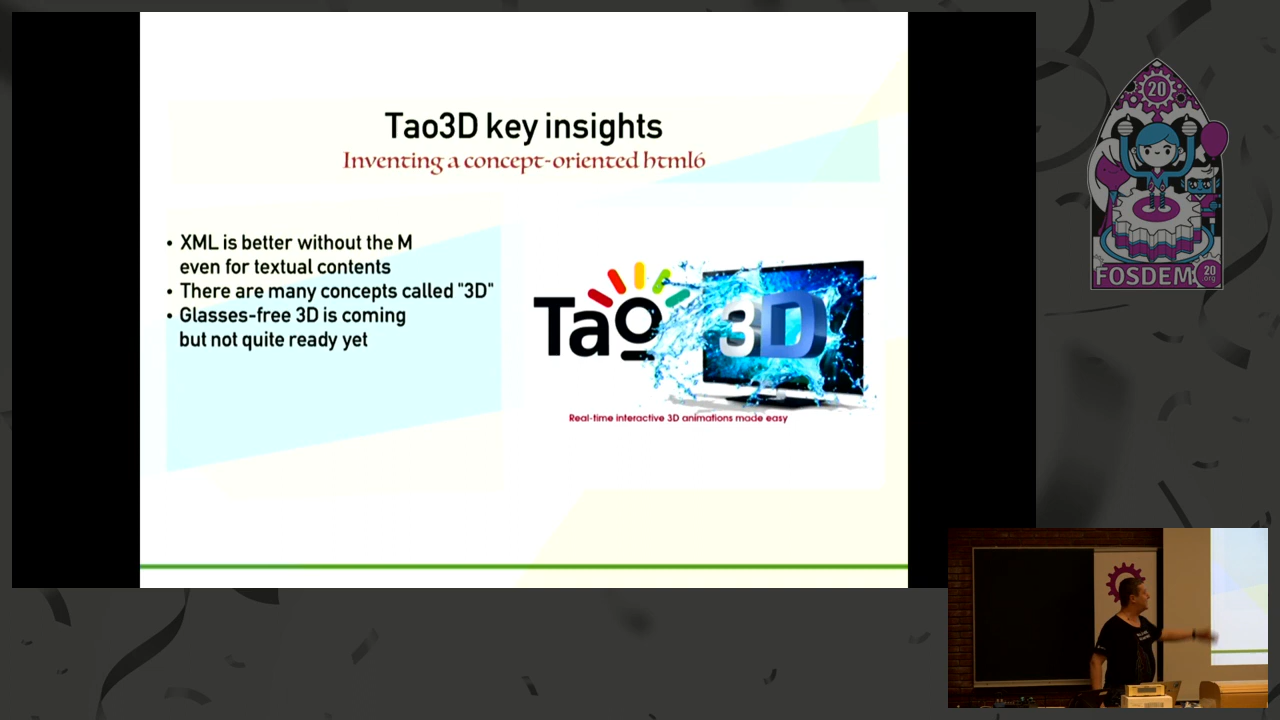 Tao3D key insights
Inventing a concept-oriented html6
• XML is better without the M
even for textual contents
• There are many concepts called "3D"
• Glasses-free 3D is coming
but not quite ready yet
Tao 3D
Real-time interactive 3D animations made easy
20
FOSDEM 20
.org